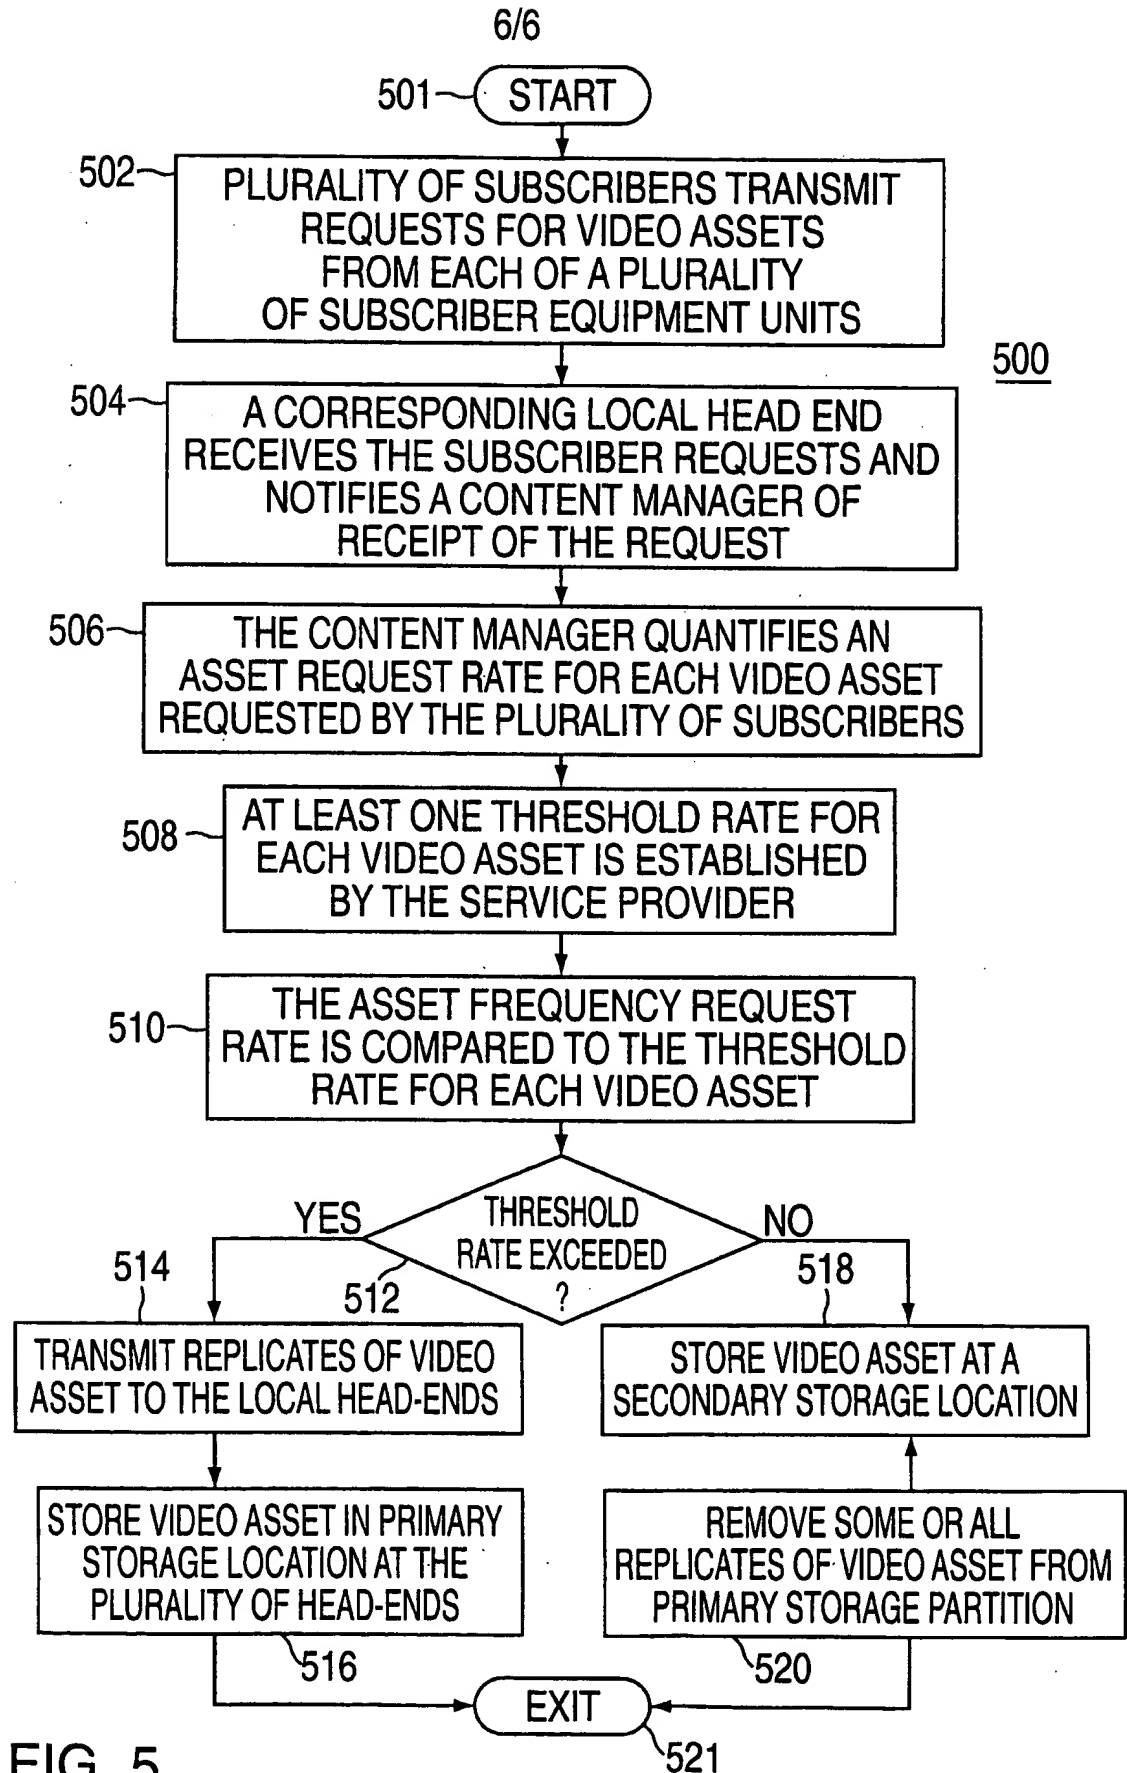 6/6
501
START
502
PLURALITY OF SUBSCRIBERS TRANSMIT
REQUESTS FOR VIDEO ASSETS
FROM EACH OF A PLURALITY
OF SUBSCRIBER EQUIPMENT UNITS
500
504
A CORRESPONDING LOCAL HEAD END
RECEIVES THE SUBSCRIBER REQUESTS AND
NOTIFIES A CONTENT MANAGER OF
RECEIPT OF THE REQUEST
506
THE CONTENT MANAGER QUANTIFIES AN
ASSET REQUEST RATE FOR EACH VIDEO ASSET
REQUESTED BY THE PLURALITY OF SUBSCRIBERS
508
AT LEAST ONE THRESHOLD RATE FOR
EACH VIDEO ASSET IS ESTABLISHED
BY THE SERVICE PROVIDER
510
THE ASSET FREQUENCY REQUEST
RATE IS COMPARED TO THE THRESHOLD
RATE FOR EACH VIDEO ASSET
THRESHOLD
RATE EXCEEDED
?
512
YES
NO
514
TRANSMIT REPLICATES OF VIDEO
ASSET TO THE LOCAL HEAD-ENDS
518
STORE VIDEO ASSET AT A
SECONDARY STORAGE LOCATION
STORE VIDEO ASSET IN PRIMARY
STORAGE LOCATION AT THE
PLURALITY OF HEAD-ENDS
516
REMOVE SOME OR ALL
REPLICATES OF VIDEO ASSET FROM
PRIMARY STORAGE PARTITION
520
EXIT
521
FIG. 5